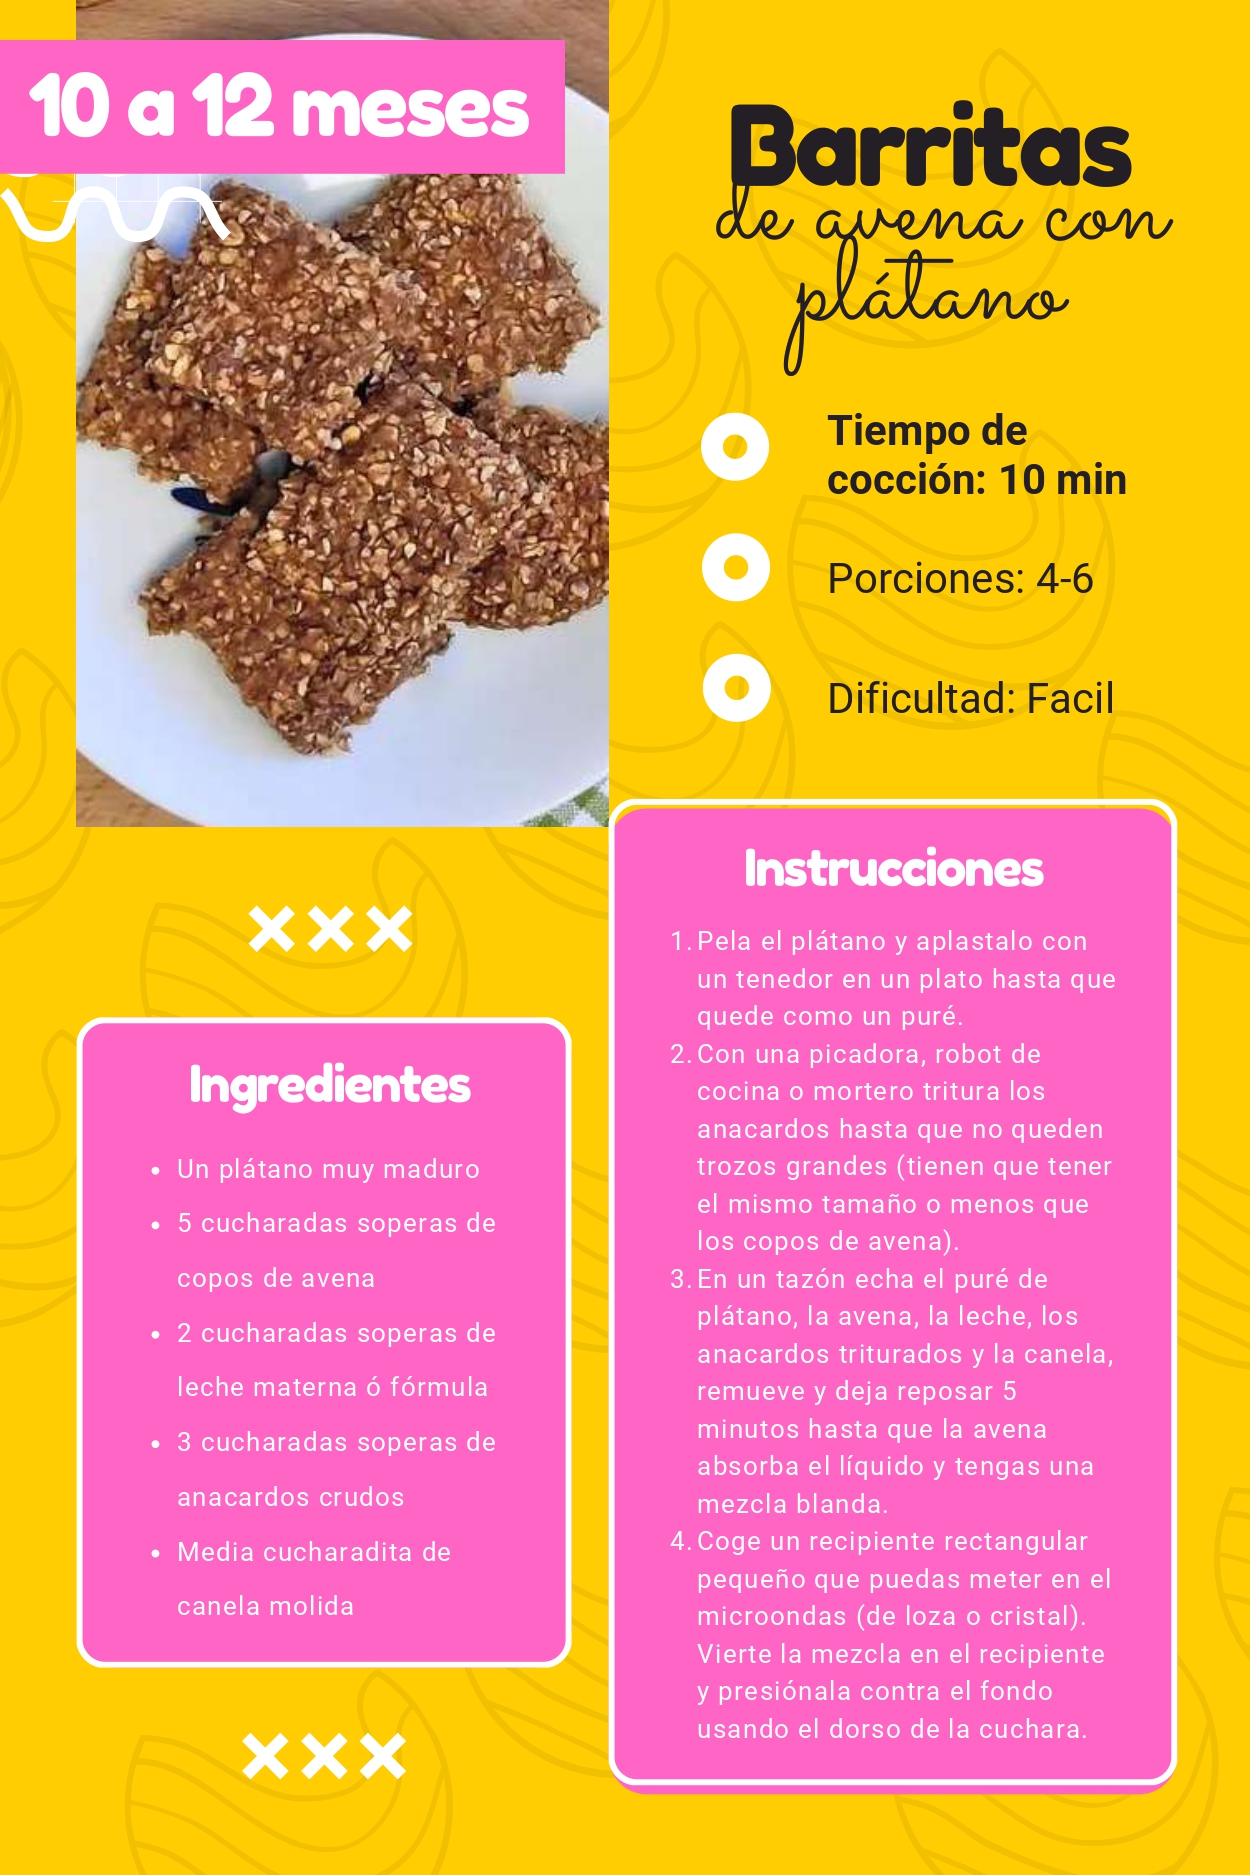 10 a 12 meses
Barritas
de avena con
plátano
Tiempo de
cocción: 10 min
Porciones: 4-6
Dificultad: Facil
Ingredientes
• Un plátano muy maduro
• 5 cucharadas soperas de
copos de avena
• 2 cucharadas soperas de
leche materna ó fórmula
• 3 cucharadas soperas de
anacardos crudos
• Media cucharadita de
canela molida
Instrucciones
1. Pela el plátano y aplastalo con
un tenedor en un plato hasta que
quede como un puré.
2. Con una picadora, robot de
cocina o mortero tritura los
anacardos hasta que no queden
trozos grandes (tienen que tener
el mismo tamaño o menos que
los copos de avena).
3. En un tazón echa el puré de
plátano, la avena, la leche, los
anacardos triturados y la canela,
remueve y deja reposar 5
minutos hasta que la avena
absorba el líquido y tengas una
mezcla blanda.
4. Coge un recipiente rectangular
pequeño que puedas meter en el
microondas (de loza o cristal).
Vierte la mezcla en el recipiente
y presiónala contra el fondo
usando el dorso de la cuchara.